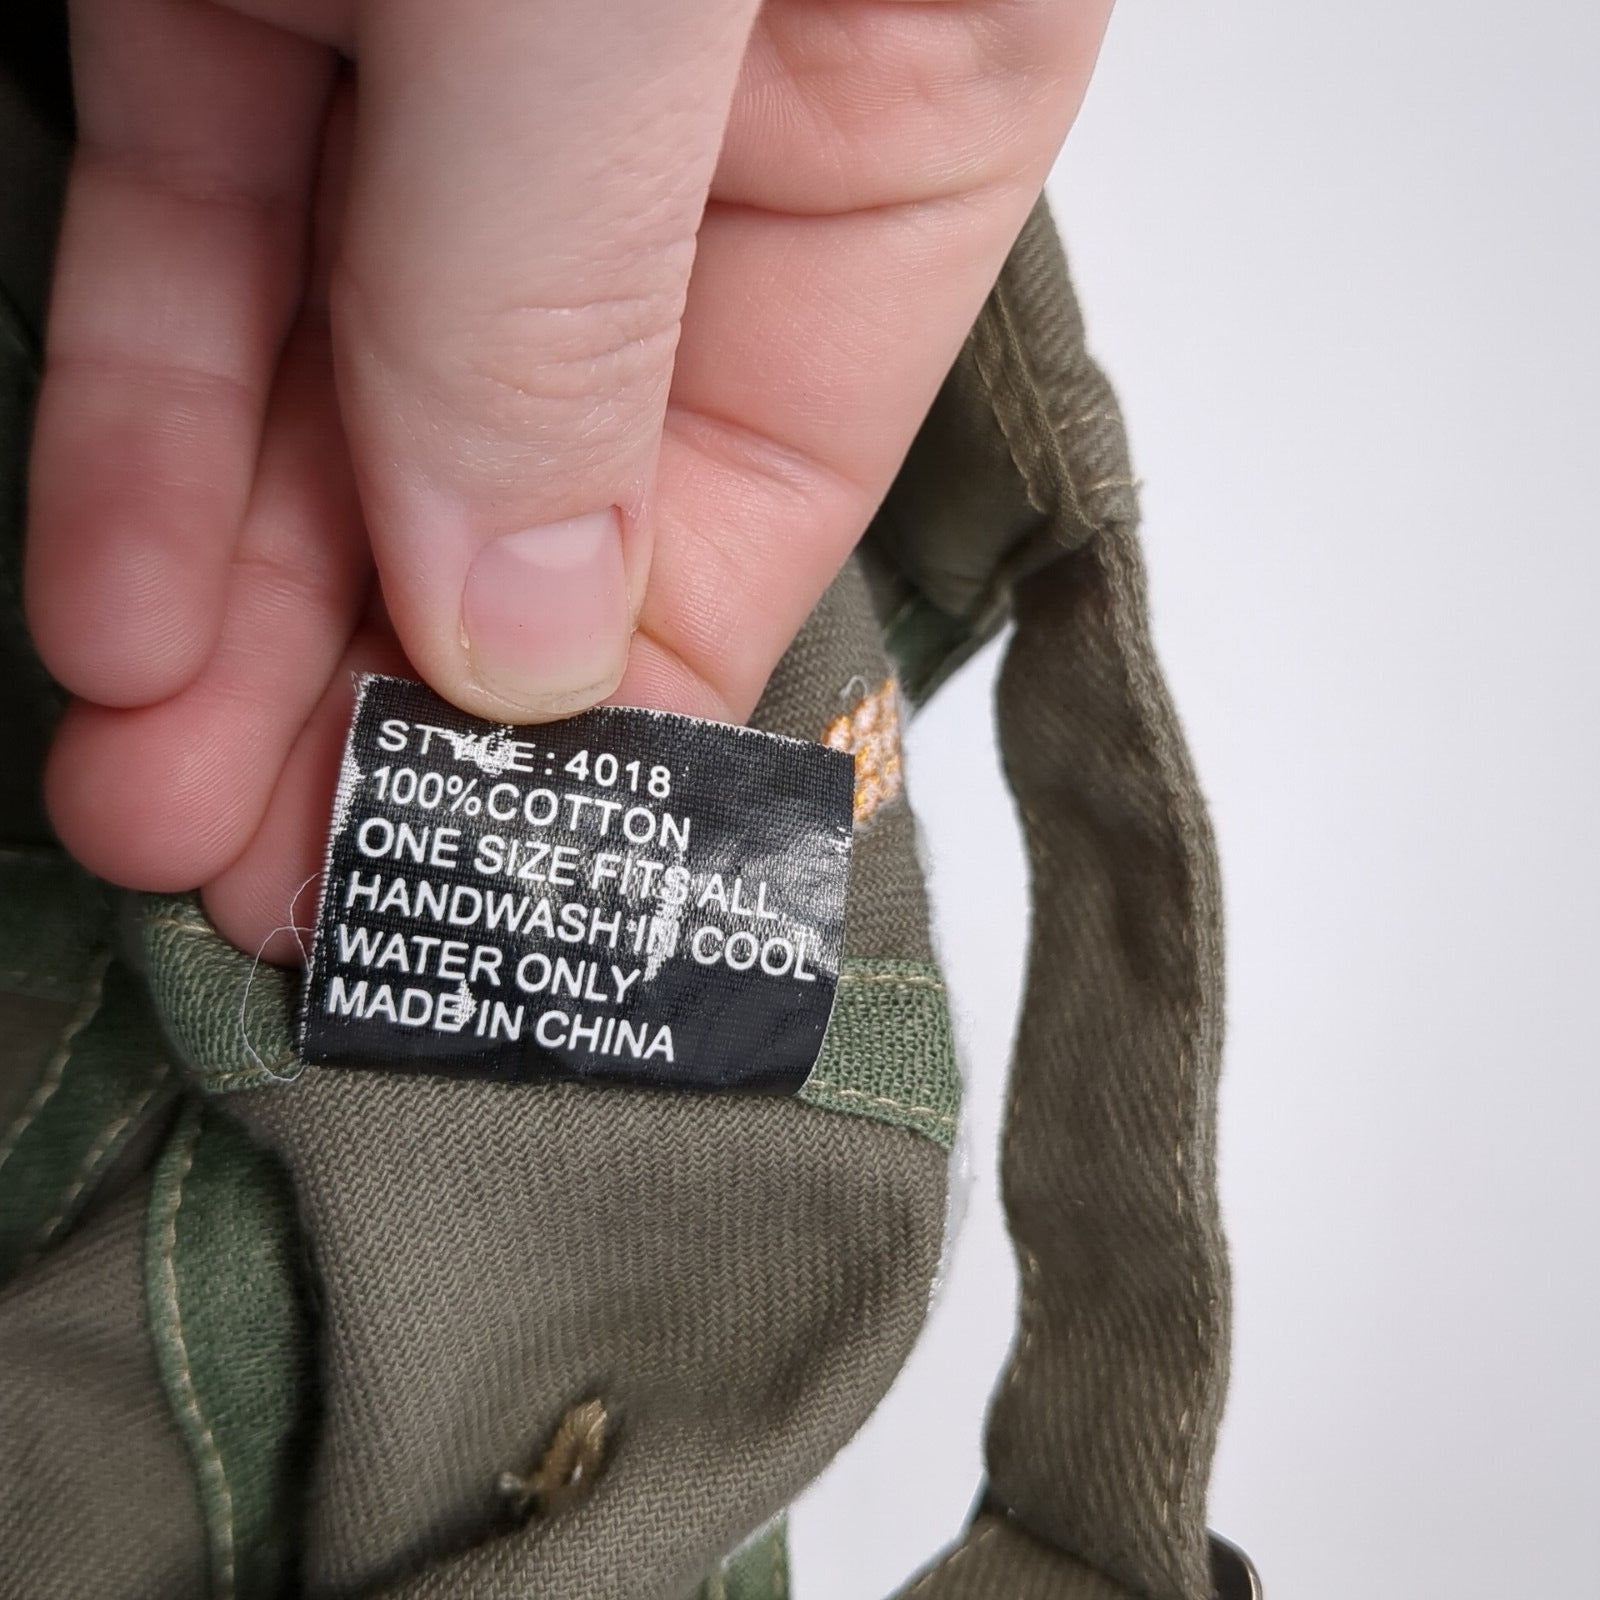 STYLE:4018
100%COTTON
ONE SIZE FITS ALL
HANDWASH IN COOL
WATER ONLY
MADE IN CHINA